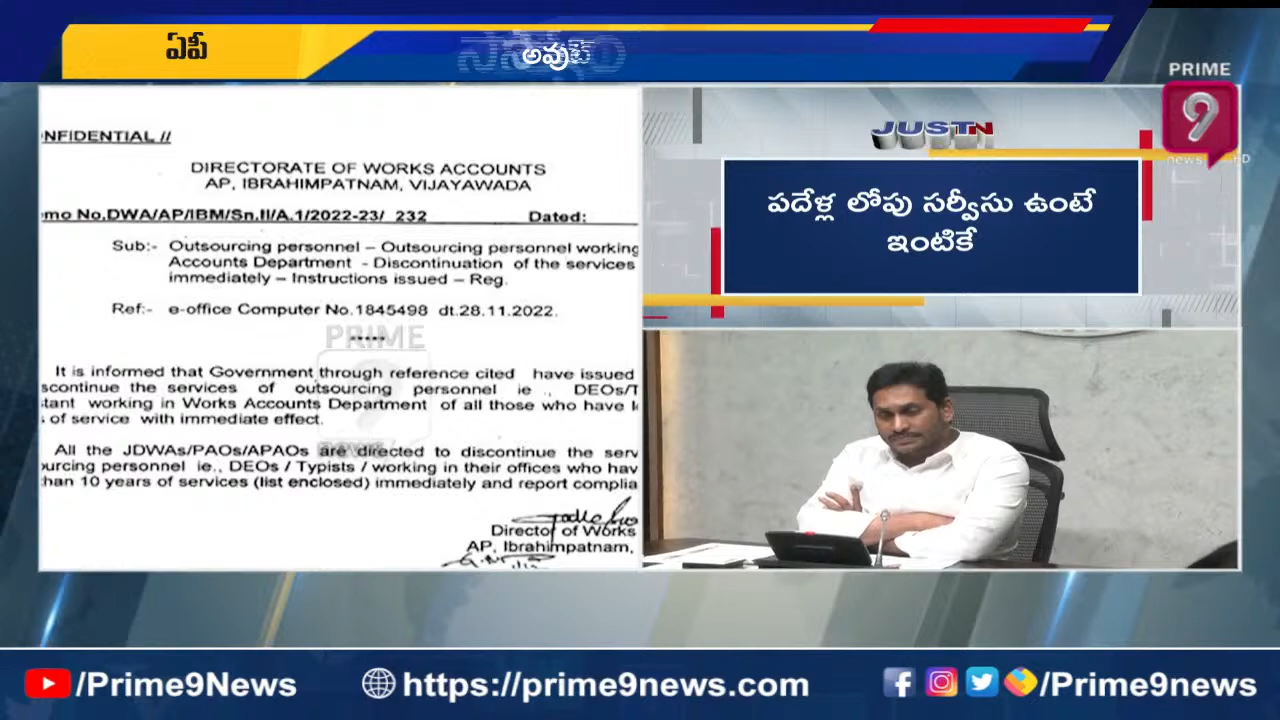 ఏపీ
అవుట్
PRIME
9
JUST N
పదేళ్ల లోపు సర్వీసు ఉంటే
ఇంటికే
NFIDENTIAL //
DIRECTORATE OF WORKS ACCOUNTS
AP, IBRAHIMPATNAM, VIJAYAWADA
mo No.DWA/AP/IBM/Sn.II/A.1/2022-23/ 232 Dated:
Sub:- Outsourcing personnel – Outsourcing personnel working
Accounts Department - Discontinuation of the services
immediately – Instructions issued – Reg.
Ref:- e-office Computer No.1845498 dt.28.11.2022.
PRIME
It is informed that Government through reference cited have issued
scontinue the services of outsourcing personnel ie ., DEOs/T
tant working in Works Accounts Department of all those who have le
s of service with immediate effect.
All the JDWAs/PAOs/APAOs are directed to discontinue the serv
urcing personnel ie., DEOs / Typists / working in their offices who hav
than 10 years of services (list enclosed) immediately and report complia
Director of Works
AP, Ibrahimpatnam,
/Prime9News
https://prime9news.com
/Prime9news